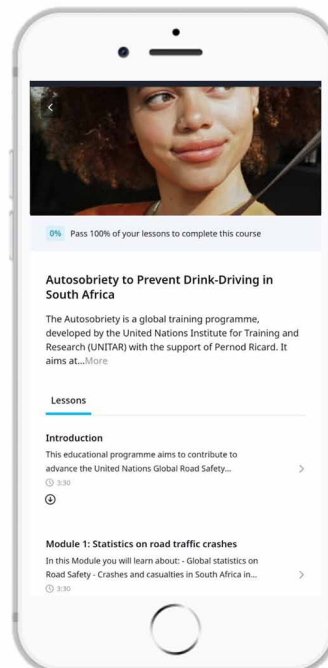 0% Pass 100% of your lessons to complete this course
Autosobriety to Prevent Drink-Driving in
South Africa
The Autosobriety is a global training programme,
developed by the United Nations Institute for Training and
Research (UNITAR) with the support of Pernod Ricard. It
aims at...More
Lessons
Introduction
This educational programme aims to contribute to
advance the United Nations Global Road Safety...
3:30
Module 1: Statistics on road traffic crashes
In this Module you will learn about: - Global statistics on
Road Safety - Crashes and casualties in South Africa in...
3:30